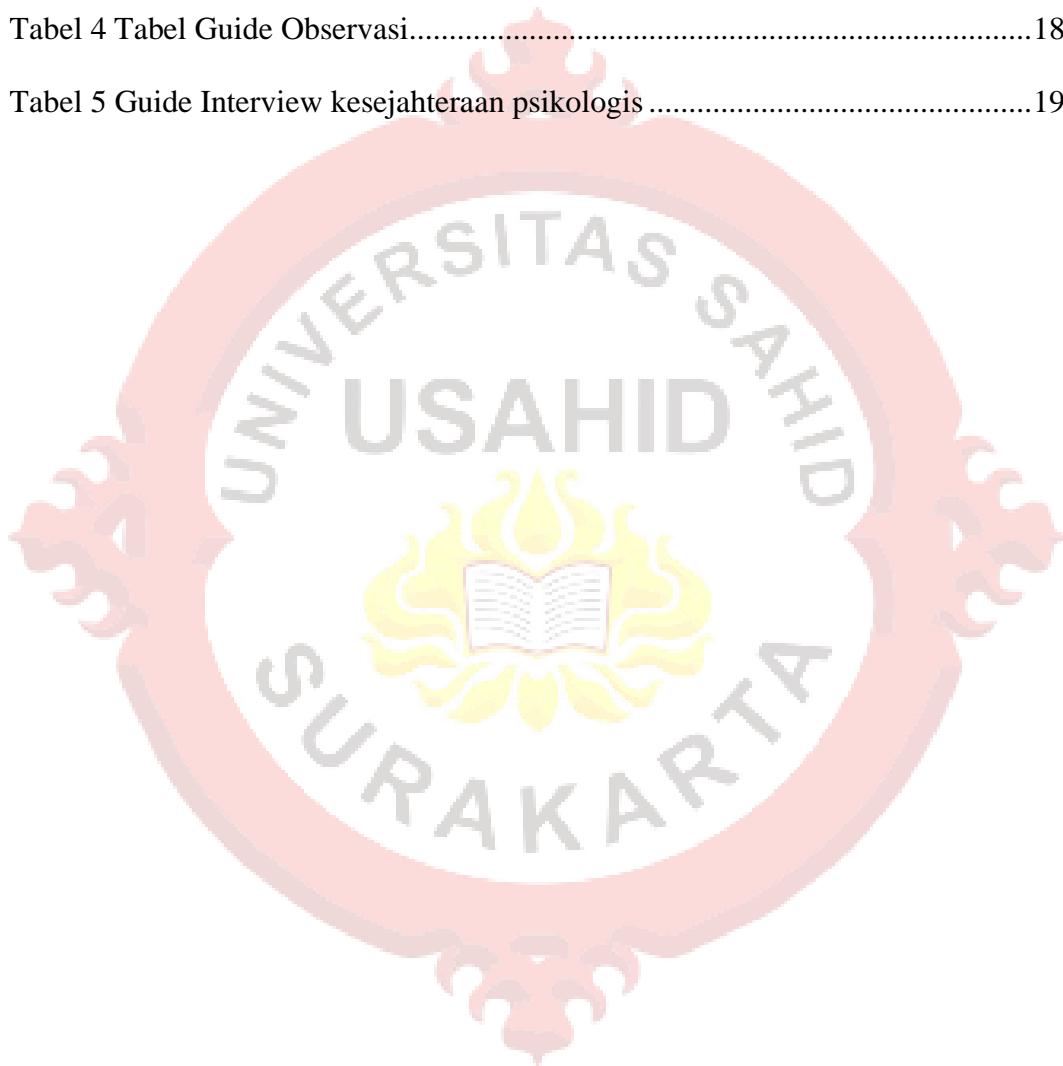 Tabel 4 Tabel Guide Observasi.............................................................................18
Tabel 5 Guide Interview kesejahteraan psikologis ...............................................19
UNIVERSITAS SAHID
USAHID
SURAKARTA